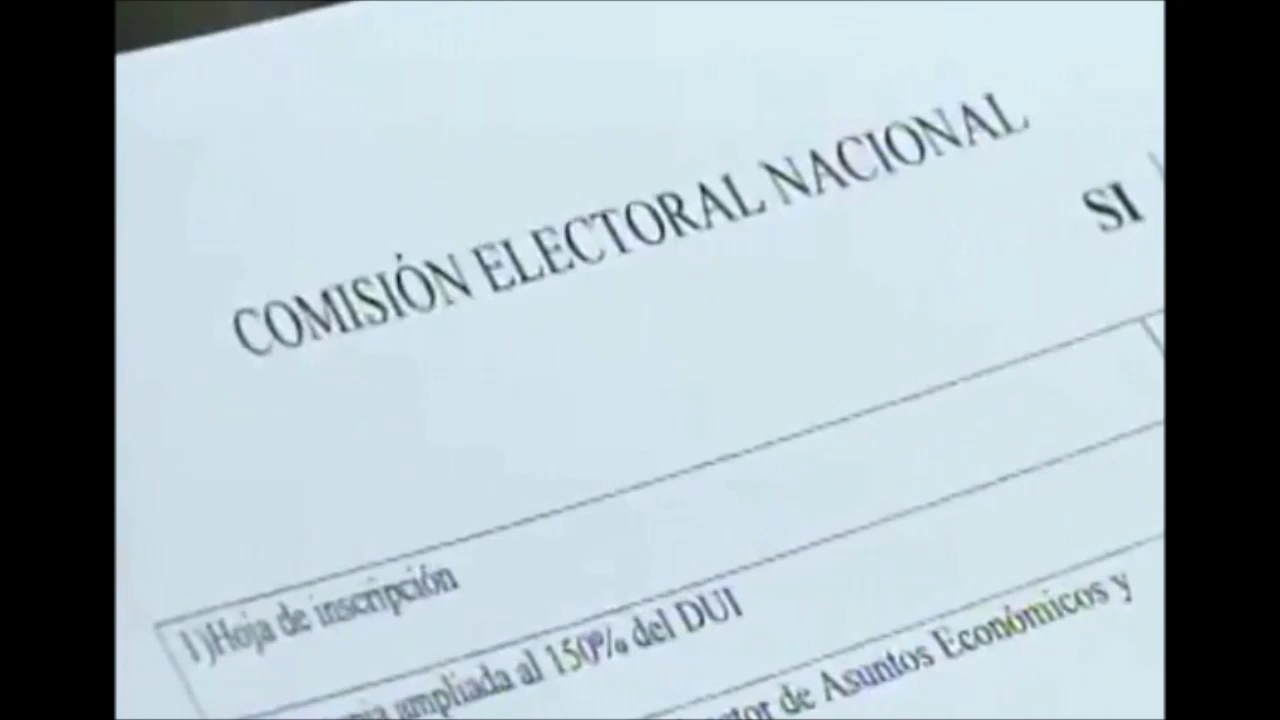 COMISIÓN ELECTORAL NACIONAL
SI
1)Hoja de inscripción
ampliada al 150% del DUI
de Asuntos Económicos y